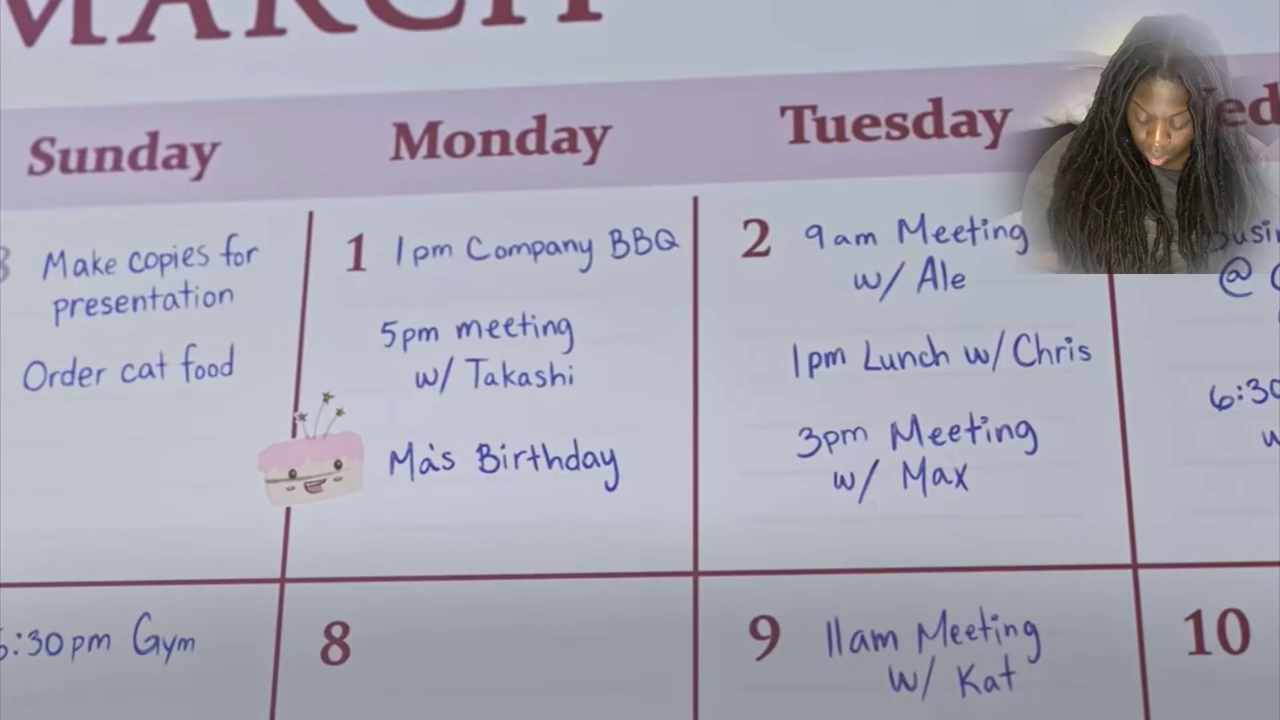 MARCH
Sunday
Monday
Tuesday
Make copies for
presentation
Order cat food
1
1pm Company BBQ
5pm meeting
w/ Takashi
Ma's Birthday
2
9am Meeting
w/ Ale
1pm Lunch w/ Chris
3pm Meeting
w/ Max
@
6:30
:30pm Gym
8
9
11am Meeting
w/ Kat
10